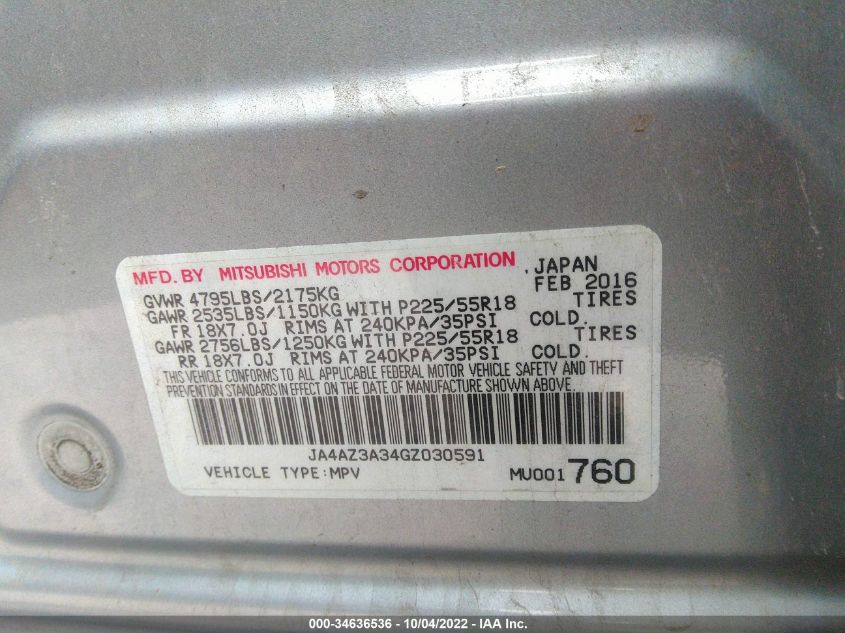 MFD. BY MITSUBISHI MOTORS CORPORATION , JAPAN
GVWR 4795LBS/2175KG FEB 2016
GAWR 2535LBS/1150KG WITH P225/55R18 TIRES
FR 18X7.0J RIMS AT 240KPA/35PSI COLD.
GAWR 2756LBS/1250KG WITH P225/55R18 TIRES
RR 18X7.0J RIMS AT 240KPA/35PSI COLD.
THIS VEHICLE CONFORMS TO ALL APPLICABLE FEDERAL MOTOR VEHICLE SAFETY AND THEFT
PREVENTION STANDARDS IN EFFECT ON THE DATE OF MANUFACTURE SHOWN ABOVE.
JA4AZ3A34GZ030591
VEHICLE TYPE:MPV MU001760
000-34636536 - 10/04/2022 - IAA Inc.